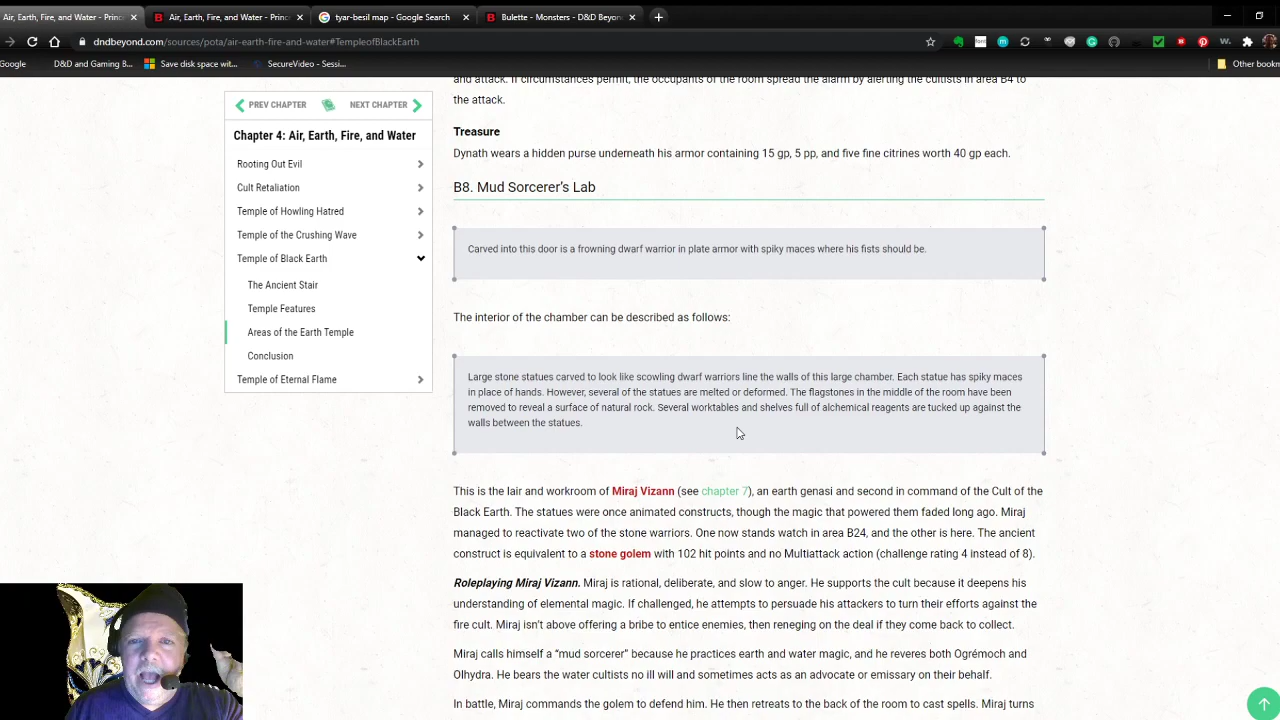 Air, Earth, Fire, and Water - Princ
Air, Earth, Fire, and Water - Princ
tyar-besil map - Google Search
Bulette - Monsters - D&D Beyon
dndbeyond.com/sources/pota/air-earth-fire-and-water#TempleofBlackEarth
Google
D&D and Gaming B...
Save disk space wit...
SecureVideo - Sessi...
Other bookm
PREV CHAPTER
NEXT CHAPTER
Chapter 4: Air, Earth, Fire, and Water
Rooting Out Evil
Cult Retaliation
Temple of Howling Hatred
Temple of the Crushing Wave
Temple of Black Earth
The Ancient Stair
Temple Features
Areas of the Earth Temple
Conclusion
Temple of Eternal Flame
and attack. If circumstances permit, the occupants of the room spread the alarm by alerting the cultists in area B4 to
the attack.
Treasure
Dynath wears a hidden purse underneath his armor containing 15 gp, 5 pp, and five fine citrines worth 40 gp each.
B8. Mud Sorcerer's Lab
Carved into this door is a frowning dwarf warrior in plate armor with spiky maces where his fists should be.
The interior of the chamber can be described as follows:
Large stone statues carved to look like scowling dwarf warriors line the walls of this large chamber. Each statue has spiky maces
in place of hands. However, several of the statues are melted or deformed. The flagstones in the middle of the room have been
removed to reveal a surface of natural rock. Several worktables and shelves full of alchemical reagents are tucked up against the
walls between the statues.
This is the lair and workroom of Miraj Vizann (see chapter 7), an earth genasi and second in command of the Cult of the
Black Earth. The statues were once animated constructs, though the magic that powered them faded long ago. Miraj
managed to reactivate two of the stone warriors. One now stands watch in area B24, and the other is here. The ancient
construct is equivalent to a stone golem with 102 hit points and no Multiattack action (challenge rating 4 instead of 8).
Roleplaying Miraj Vizann. Miraj is rational, deliberate, and slow to anger. He supports the cult because it deepens his
understanding of elemental magic. If challenged, he attempts to persuade his attackers to turn their efforts against the
fire cult. Miraj isn't above offering a bribe to entice enemies, then reneging on the deal if they come back to collect.
Miraj calls himself a “mud sorcerer” because he practices earth and water magic, and he reveres both Ogrémoch and
Olhydra. He bears the water cultists no ill will and sometimes acts as an advocate or emissary on their behalf.
In battle, Miraj commands the golem to defend him. He then retreats to the back of the room to cast spells. Miraj turns